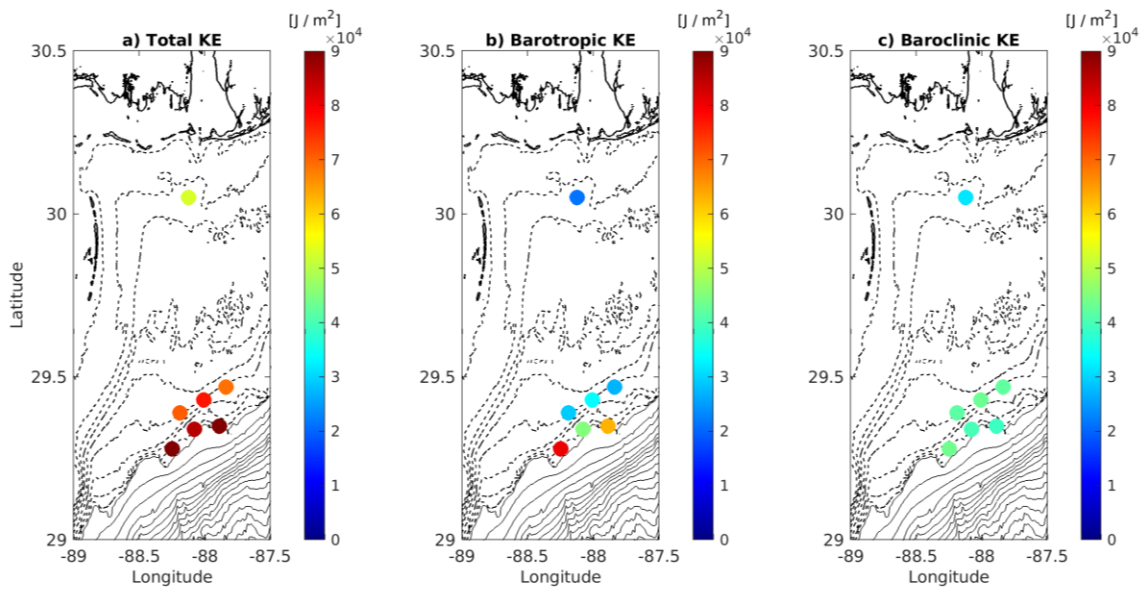 [J / m²] [J / m²] [J / m²]
a) Total KE ×10⁴ b) Barotropic KE ×10⁴ c) Baroclinic KE ×10⁴
30.5 9 9 9
8 8 8
7 7 7
30 6 6 6
5 5 5
Latitude
4 4 4
29.5 3 3 3
2 2 2
1 1 1
29 0 0 0
-89 -88.5 -88 -87.5 -89 -88.5 -88 -87.5 -89 -88.5 -88 -87.5
Longitude Longitude Longitude